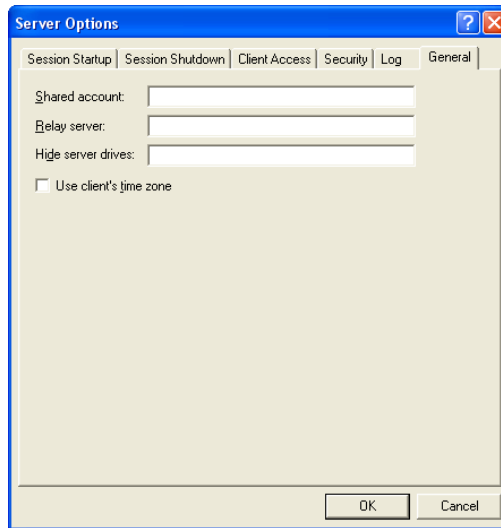 Server Options
Session Startup Session Shutdown Client Access Security Log General
Shared account:
Relay server:
Hide server drives:
Use client's time zone
OK Cancel